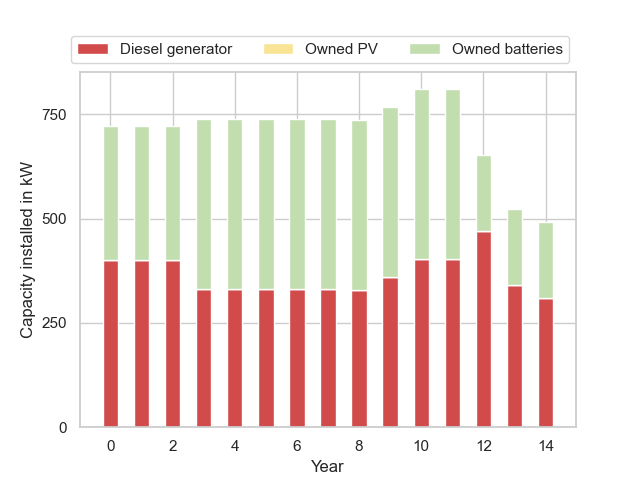 Diesel generator Owned PV Owned batteries
Capacity installed in kW
750
500
250
0
0 2 4 6 8 10 12 14
Year